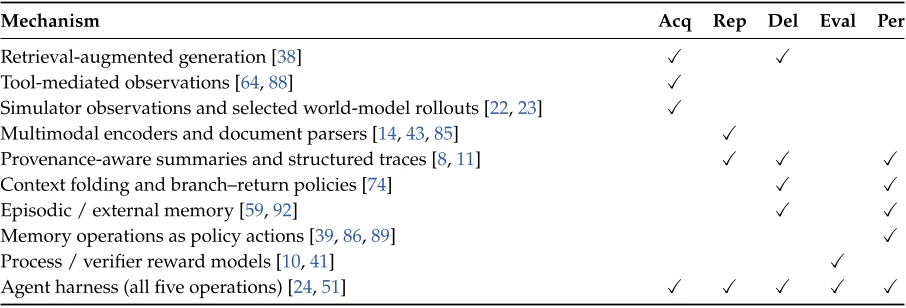 Mechanism Acq Rep Del Eval Per
Retrieval-augmented generation [38] ✓ ✓
Tool-mediated observations [64, 88] ✓
Simulator observations and selected world-model rollouts [22, 23] ✓
Multimodal encoders and document parsers [14, 43, 85] ✓
Provenance-aware summaries and structured traces [8, 11] ✓ ✓ ✓
Context folding and branch–return policies [74] ✓ ✓
Episodic / external memory [59, 92] ✓ ✓
Memory operations as policy actions [39, 86, 89] ✓
Process / verifier reward models [10, 41] ✓
Agent harness (all five operations) [24, 51] ✓ ✓ ✓ ✓ ✓